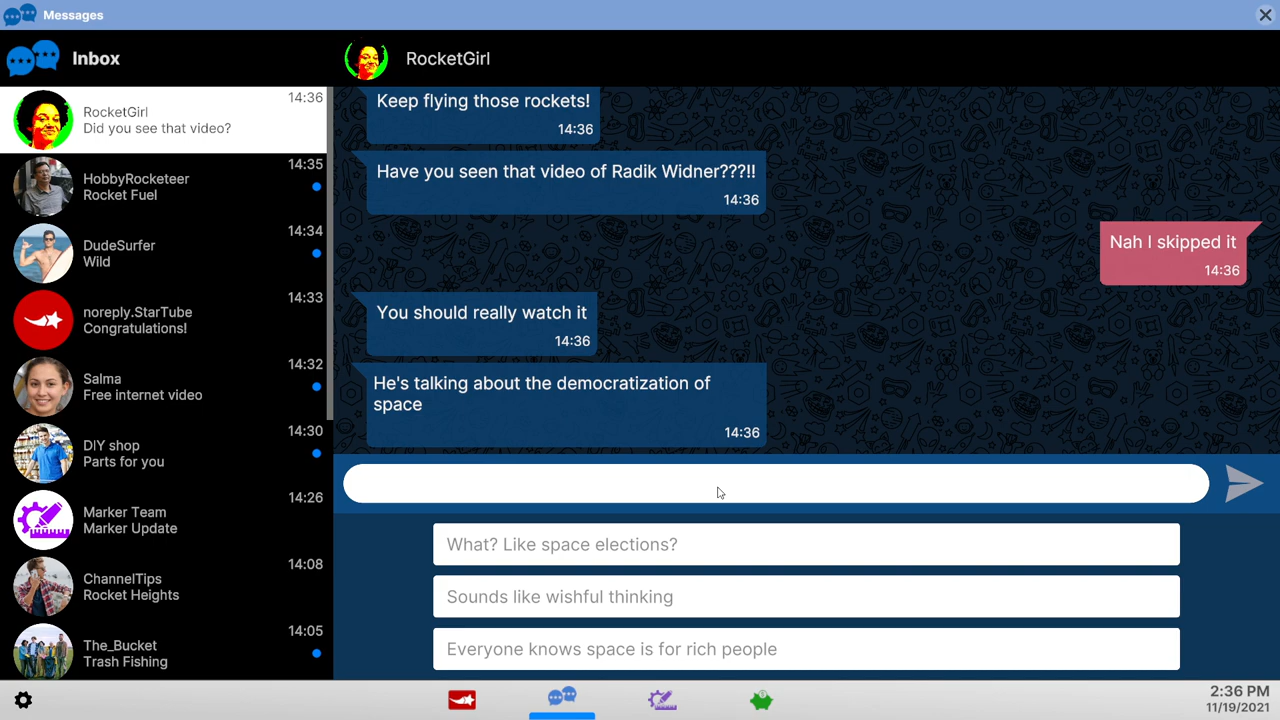 Messages
Inbox
RocketGirl
14:36
Did you see that video?
14:35
HobbyRocketeer
Rocket Fuel
14:34
DudeSurfer
Wild
14:33
noreply.StarTube
Congratulations!
14:32
Salma
Free internet video
14:30
DIY shop
Parts for you
14:26
Marker Team
Marker Update
14:08
ChannelTips
Rocket Heights
14:05
The_Bucket
Trash Fishing
RocketGirl
Keep flying those rockets!
14:36
Have you seen that video of Radik Widner???!!
14:36
Nah I skipped it
14:36
You should really watch it
14:36
He's talking about the democratization of
space
14:36
What? Like space elections?
Sounds like wishful thinking
Everyone knows space is for rich people
2:36 PM
11/19/2021